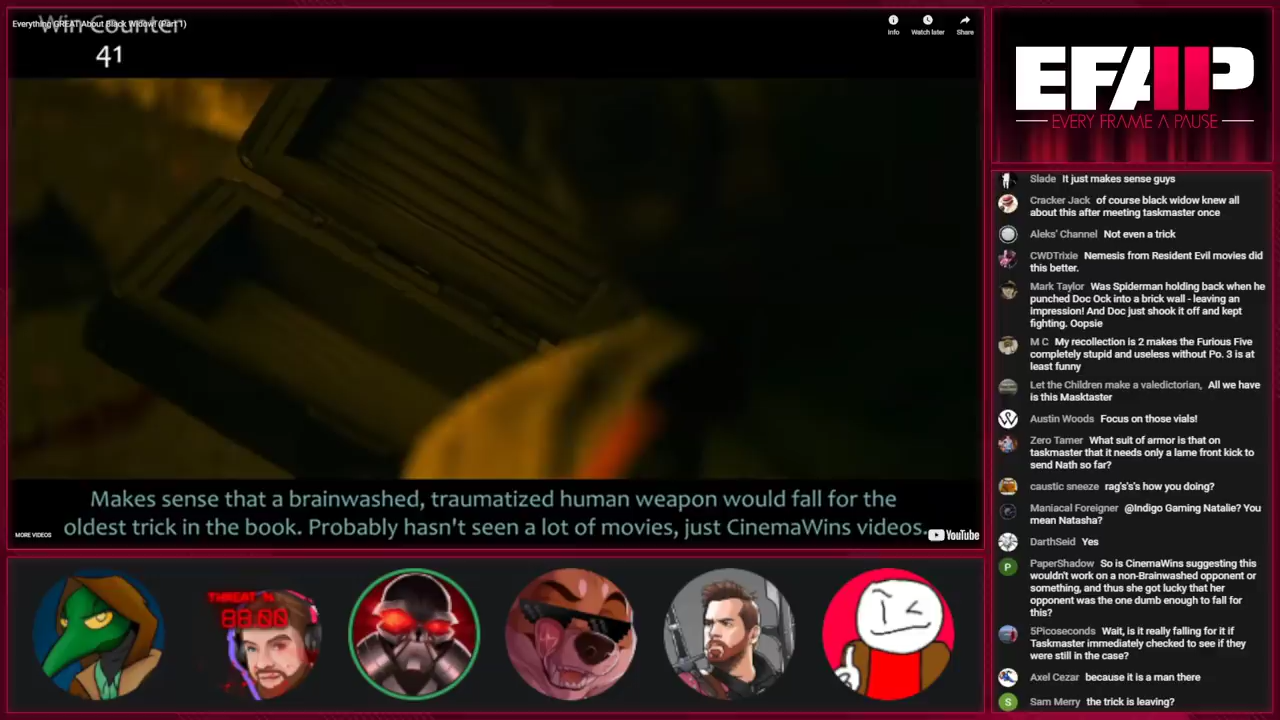 Everything GREAT About Black Widow! (Part 1)
Win Counter
41
Info
Watch later
Share
Makes sense that a brainwashed, traumatized human weapon would fall for the
oldest trick in the book. Probably hasn't seen a lot of movies, just CinemaWins videos.
MORE VIDEOS
YouTube
THREAT IN
88:00
EFAP
EVERY FRAME A PAUSE
Slade It just makes sense guys
Cracker Jack of course black widow knew all
about this after meeting taskmaster once
Aleks' Channel Not even a trick
CWDTrixie Nemesis from Resident Evil movies did
this better.
Mark Taylor Was Spiderman holding back when he
punched Doc Ock into a brick wall - leaving an
impression! And Doc just shook it off and kept
fighting. Oopsie
M C My recollection is 2 makes the Furious Five
completely stupid and useless without Po. 3 is at
least funny
Let the Children make a valedictorian, All we have
is this Masktaster
Austin Woods Focus on those vials!
Zero Tamer What suit of armor is that on
taskmaster that it needs only a lame front kick to
send Nath so far?
caustic sneeze rag's's's how you doing?
Maniacal Foreigner @Indigo Gaming Natalie? You
mean Natasha?
DarthSeid Yes
P
PaperShadow So is CinemaWins suggesting this
wouldn't work on a non-Brainwashed opponent or
something, and thus she got lucky that her
opponent was the one dumb enough to fall for
this?
5Picoseconds Wait, is it really falling for it if
Taskmaster immediately checked to see if they
were still in the case?
Axel Cezar because it is a man there
S
Sam Merry the trick is leaving?